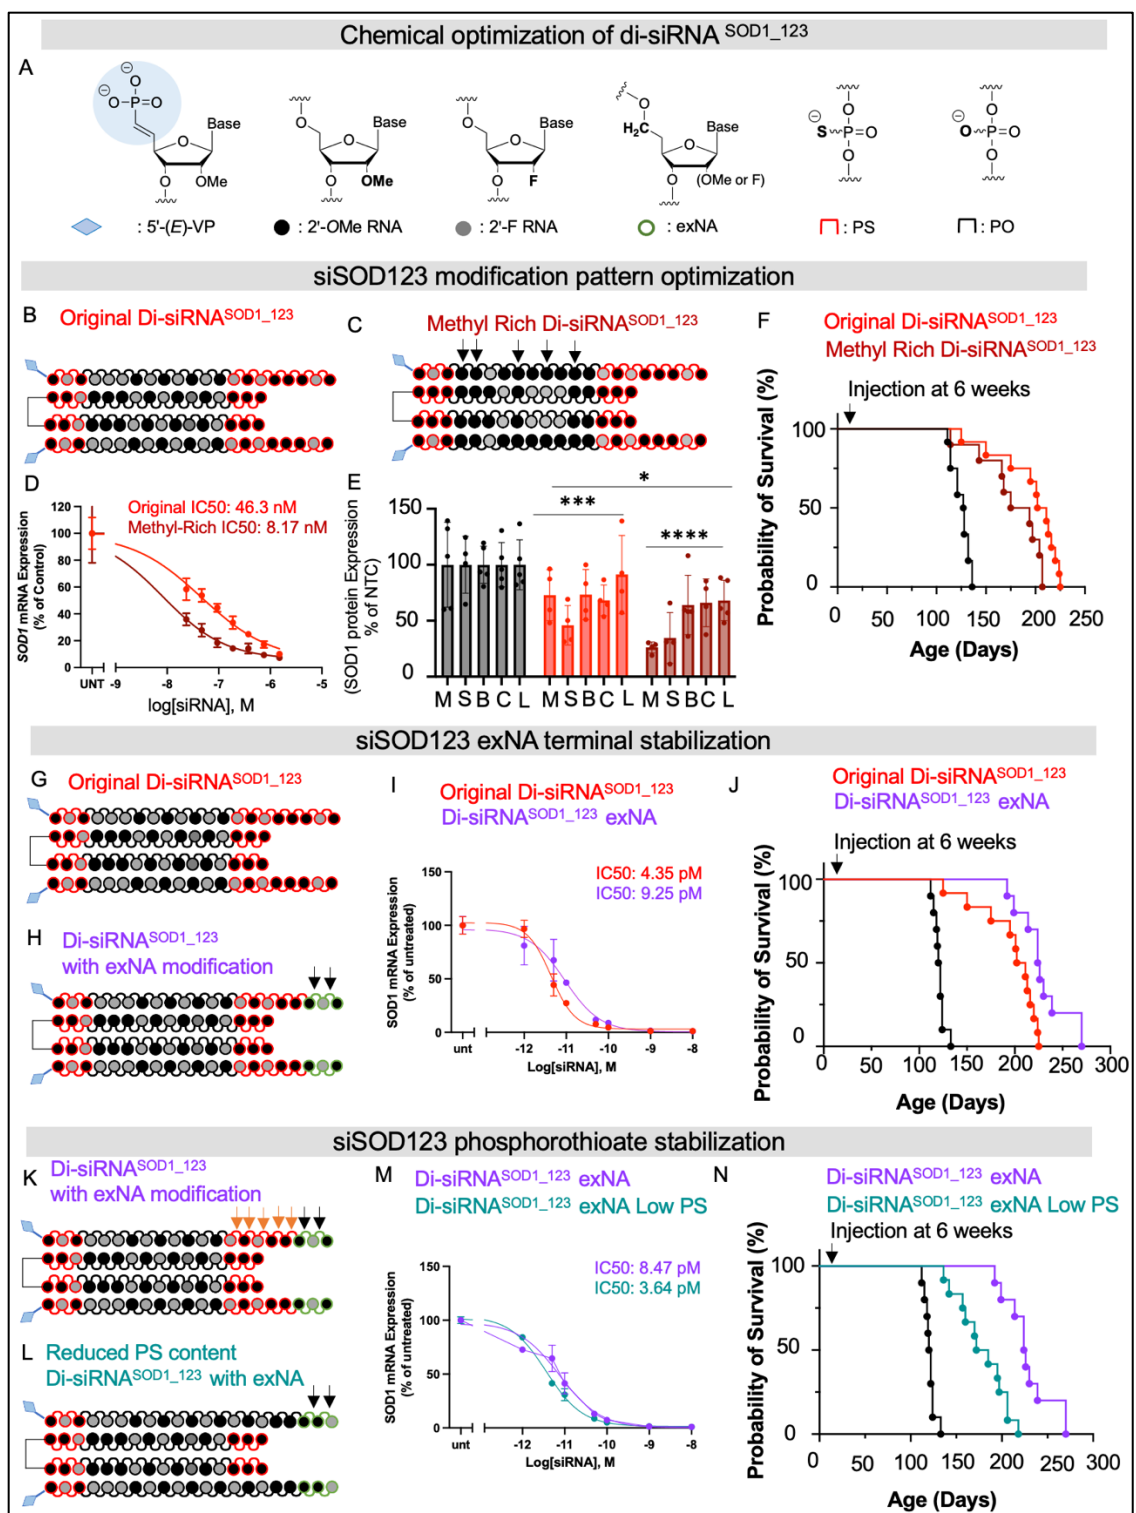 Chemical optimization of di-siRNA SOD1_123
A
⊖
O
⊖
O-P=O
Base
O
O
OMe
O
Base
O
O
OMe
O
H2C
Base
O
O
(OMe or F)
O
⊖
S
P=O
O
O
⊖
O
P=O
O
: 5'-(E)-VP
: 2'-OMe RNA
O
Base
O
O
F
: 2'-F RNA
: exNA
: PS
: PO
siSOD123 modification pattern optimization
B
Original Di-siRNASOD1_123
C
Methyl Rich Di-siRNASOD1_123
D
SOD1 mRNA Expression
(% of Control)
120
100
80
60
40
20
0
Original IC50: 46.3 nM
Methyl-Rich IC50: 8.17 nM
UNT
-9
-8
-7
-6
-5
log[siRNA], M
E
(SOD1 protein Expression
% of NTC)
150
100
50
0
*
***
****
M S B C L
M S B C L
M S B C L
F
Original Di-siRNASOD1_123
Methyl Rich Di-siRNASOD1_123
Injection at 6 weeks
Probability of Survival (%)
100
50
0
0 50 100 150 200 250
Age (Days)
siSOD123 exNA terminal stabilization
G
Original Di-siRNASOD1_123
H
Di-siRNASOD1_123
with exNA modification
I
Original Di-siRNASOD1_123
Di-siRNASOD1_123 exNA
IC50: 4.35 pM
IC50: 9.25 pM
SOD1 mRNA Expression
(% of untreated)
150
100
50
0
unt
-12
-11
-10
-9
-8
Log[siRNA], M
J
Original Di-siRNASOD1_123
Di-siRNASOD1_123 exNA
Injection at 6 weeks
Probability of Survival (%)
100
50
0
0 50 100 150 200 250 300
Age (Days)
siSOD123 phosphorothioate stabilization
K
Di-siRNASOD1_123
with exNA modification
L
Reduced PS content
Di-siRNASOD1_123 with exNA
M
Di-siRNASOD1_123 exNA
Di-siRNASOD1_123 exNA Low PS
IC50: 8.47 pM
IC50: 3.64 pM
SOD1 mRNA Expression
(% of untreated)
150
100
50
0
unt
-12
-11
-10
-9
-8
Log[siRNA], M
N
Di-siRNASOD1_123 exNA
Di-siRNASOD1_123 exNA Low PS
Injection at 6 weeks
Probability of Survival (%)
100
50
0
0 50 100 150 200 250 300
Age (Days)